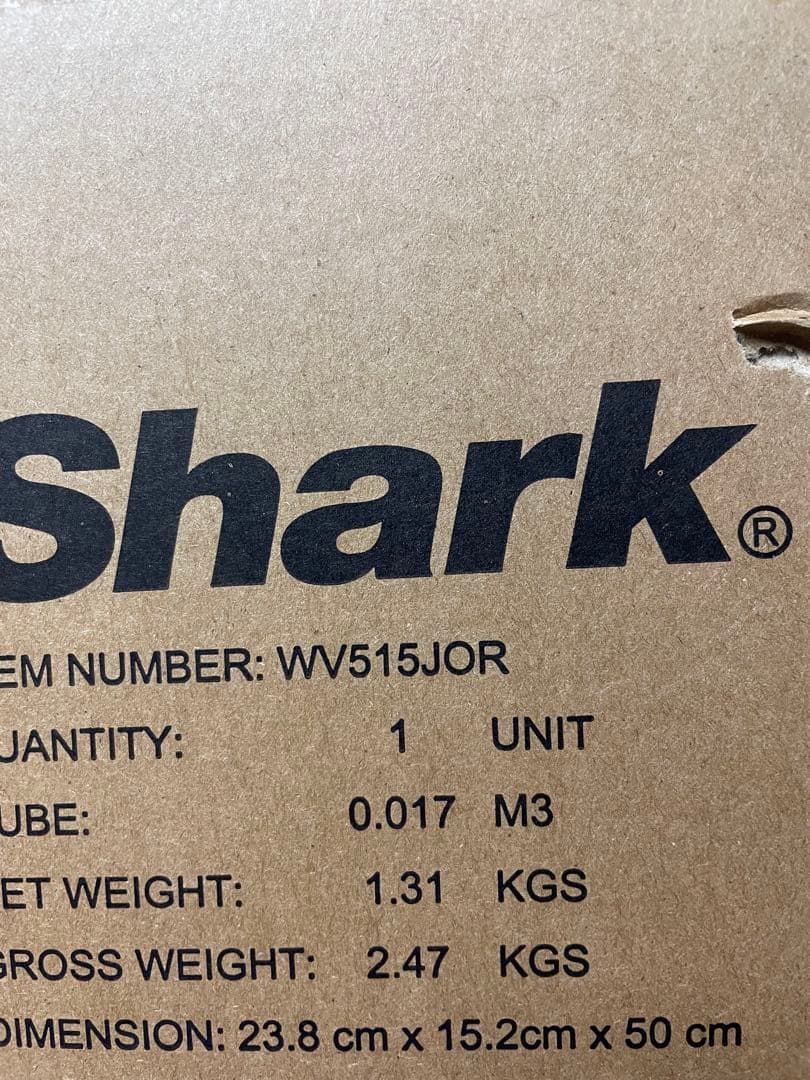 Shark®
EM NUMBER: WV515JOR
UANTITY: 1 UNIT
UBE: 0.017 M3
ET WEIGHT: 1.31 KGS
GROSS WEIGHT: 2.47 KGS
DIMENSION: 23.8 cm x 15.2cm x 50 cm